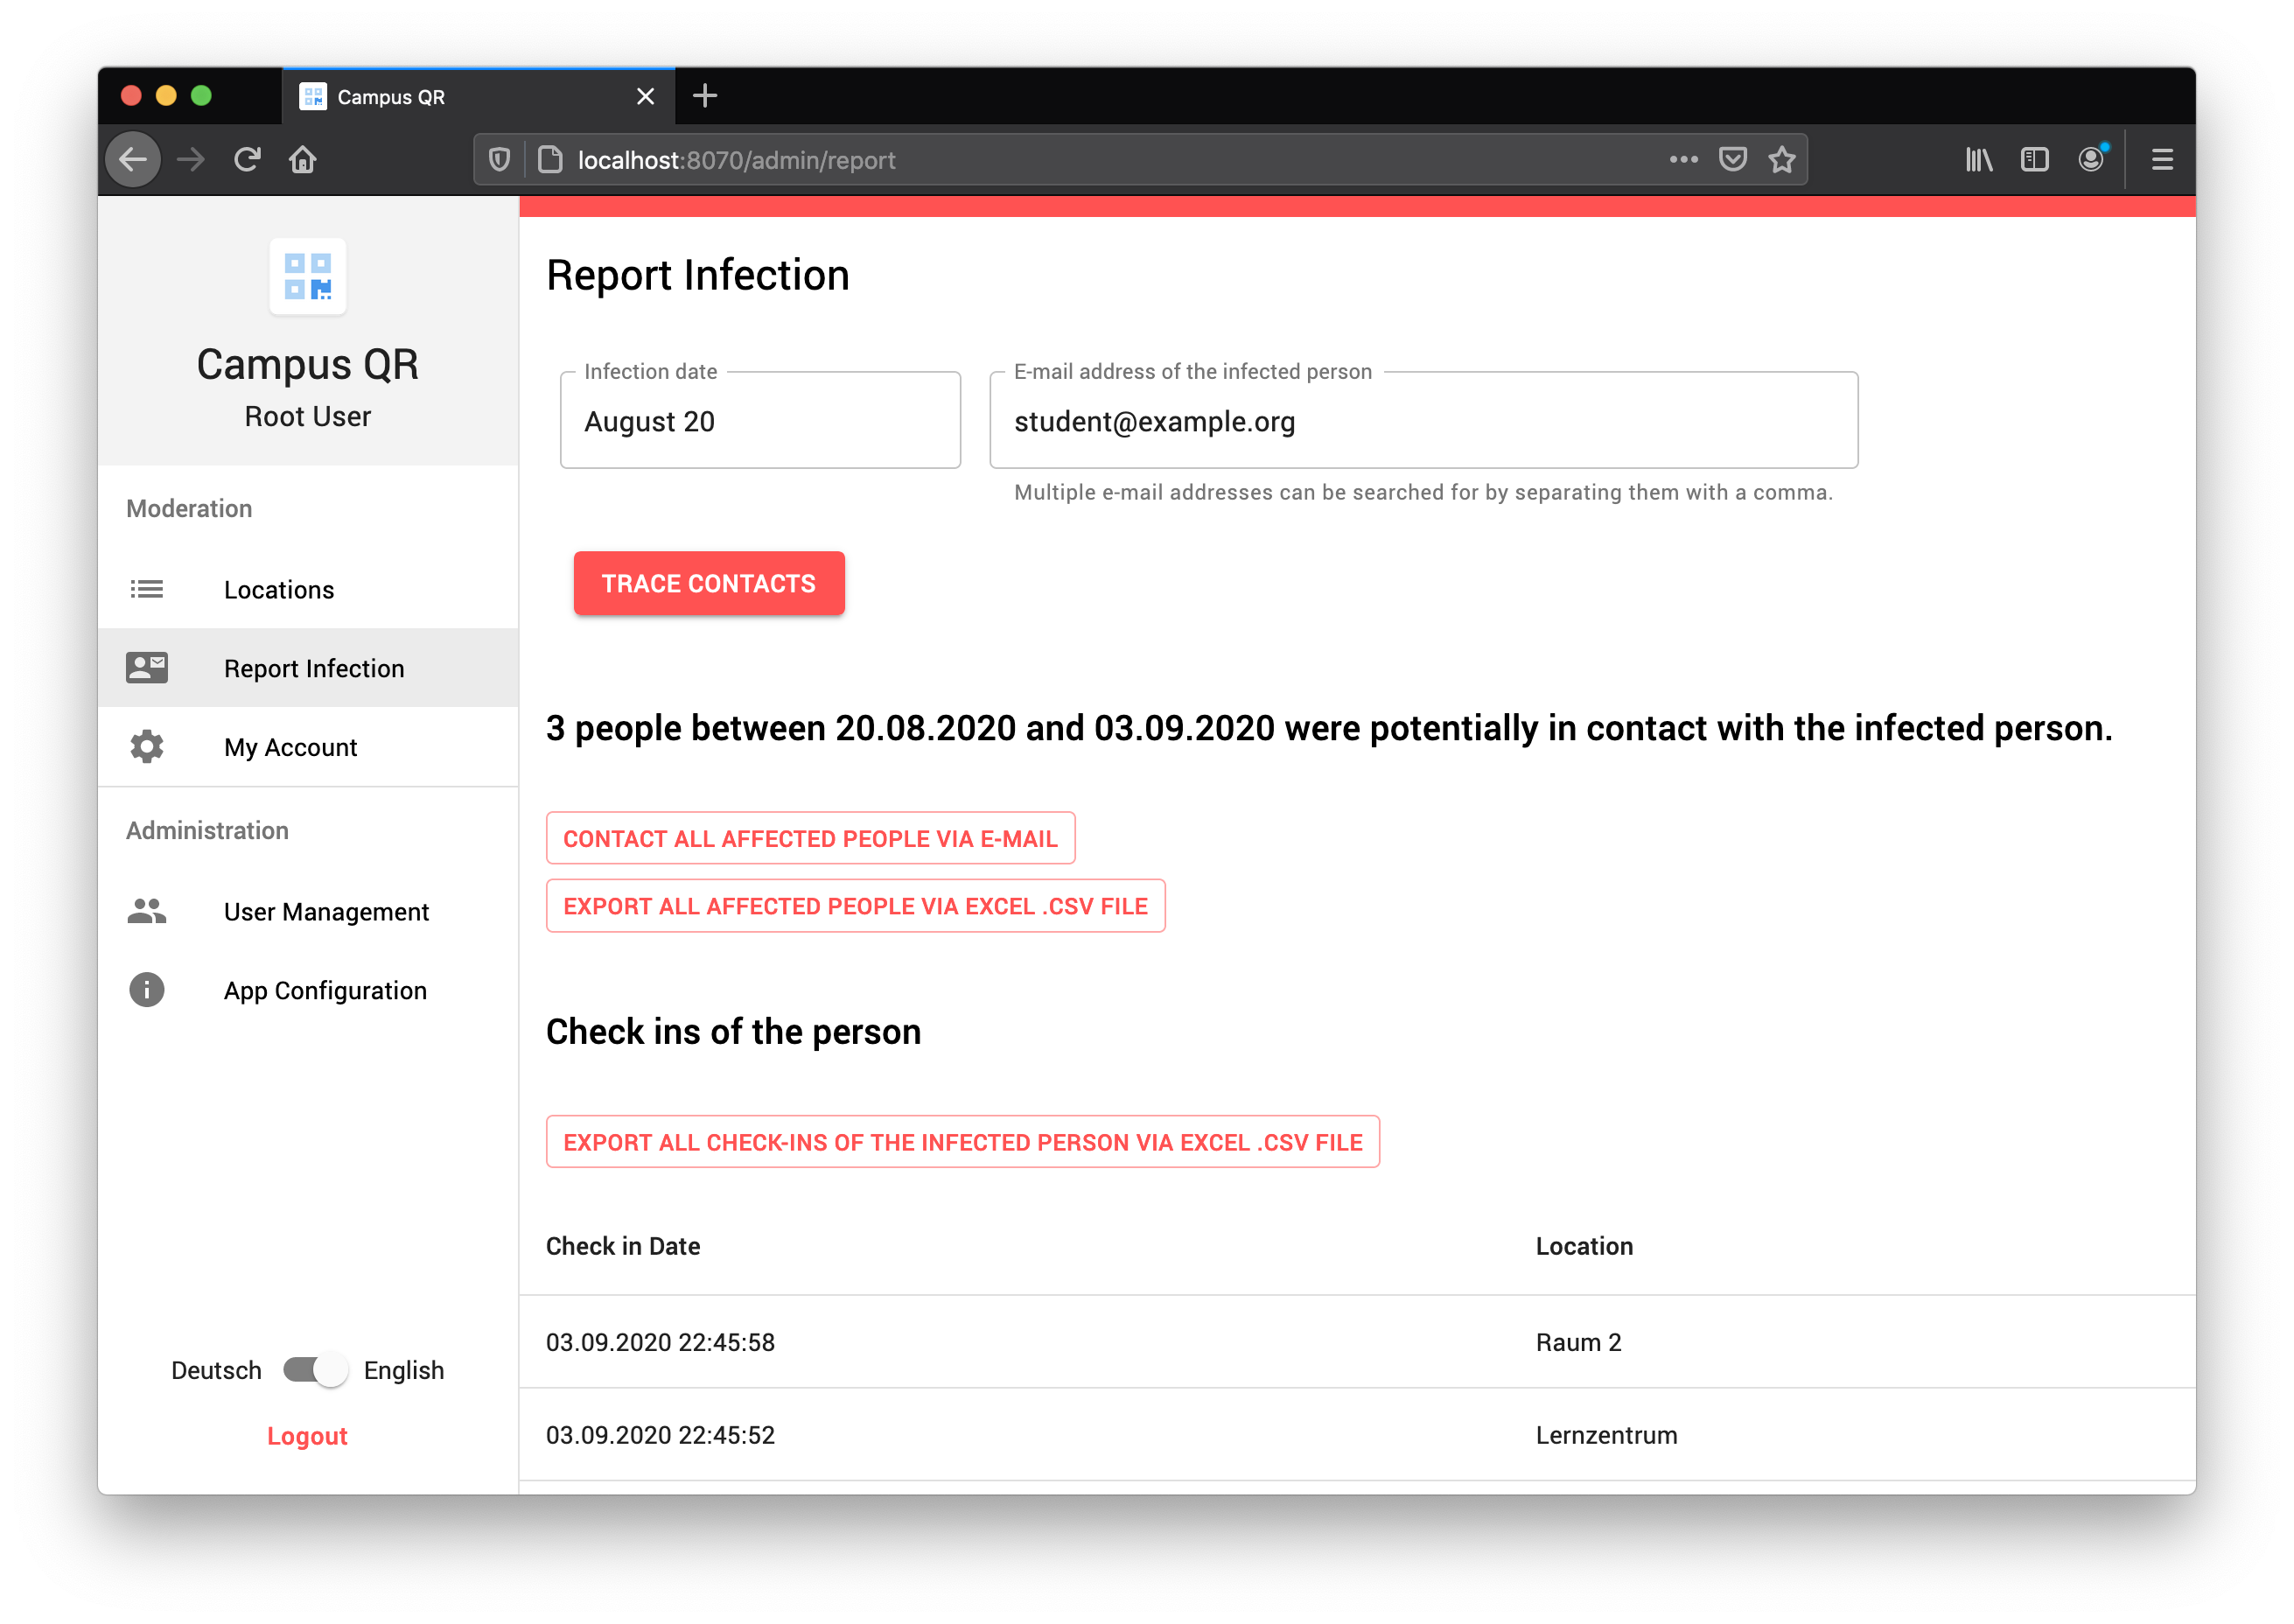 Campus QR
localhost:8070/admin/report
Campus QR
Root User
Moderation
Locations
Report Infection
My Account
Administration
User Management
App Configuration
Deutsch English
Logout
Report Infection
Infection date
August 20
E-mail address of the infected person
student@example.org
Multiple e-mail addresses can be searched for by separating them with a comma.
TRACE CONTACTS
3 people between 20.08.2020 and 03.09.2020 were potentially in contact with the infected person.
CONTACT ALL AFFECTED PEOPLE VIA E-MAIL
EXPORT ALL AFFECTED PEOPLE VIA EXCEL .CSV FILE
Check ins of the person
EXPORT ALL CHECK-INS OF THE INFECTED PERSON VIA EXCEL .CSV FILE
Check in Date Location
03.09.2020 22:45:58 Raum 2
03.09.2020 22:45:52 Lernzentrum